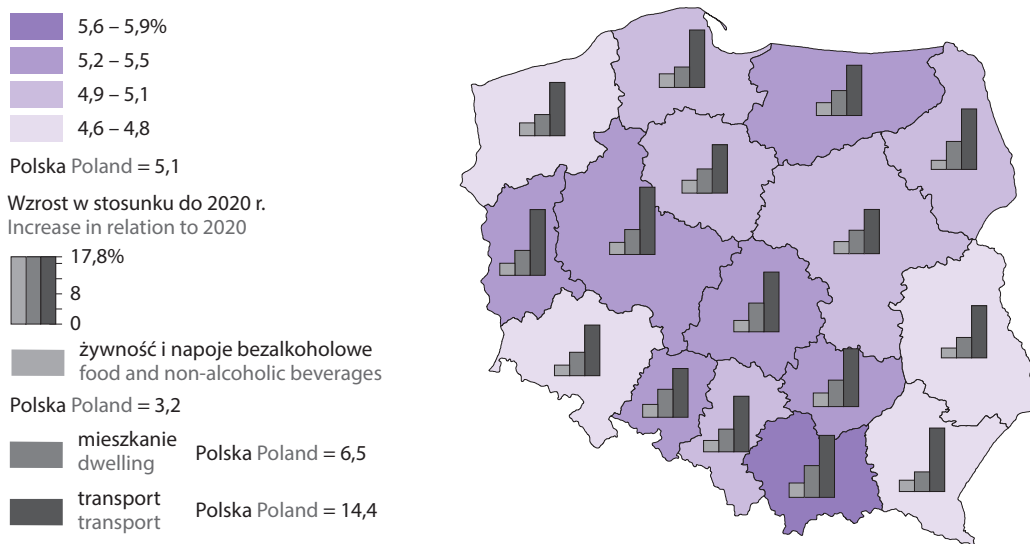 5,6 – 5,9%
5,2 – 5,5
4,9 – 5,1
4,6 – 4,8
Polska Poland = 5,1
Wzrost w stosunku do 2020 r.
Increase in relation to 2020
17,8%
8
0
żywność i napoje bezalkoholowe
food and non-alcoholic beverages
Polska Poland = 3,2
mieszkanie
dwelling
Polska Poland = 6,5
transport
transport
Polska Poland = 14,4